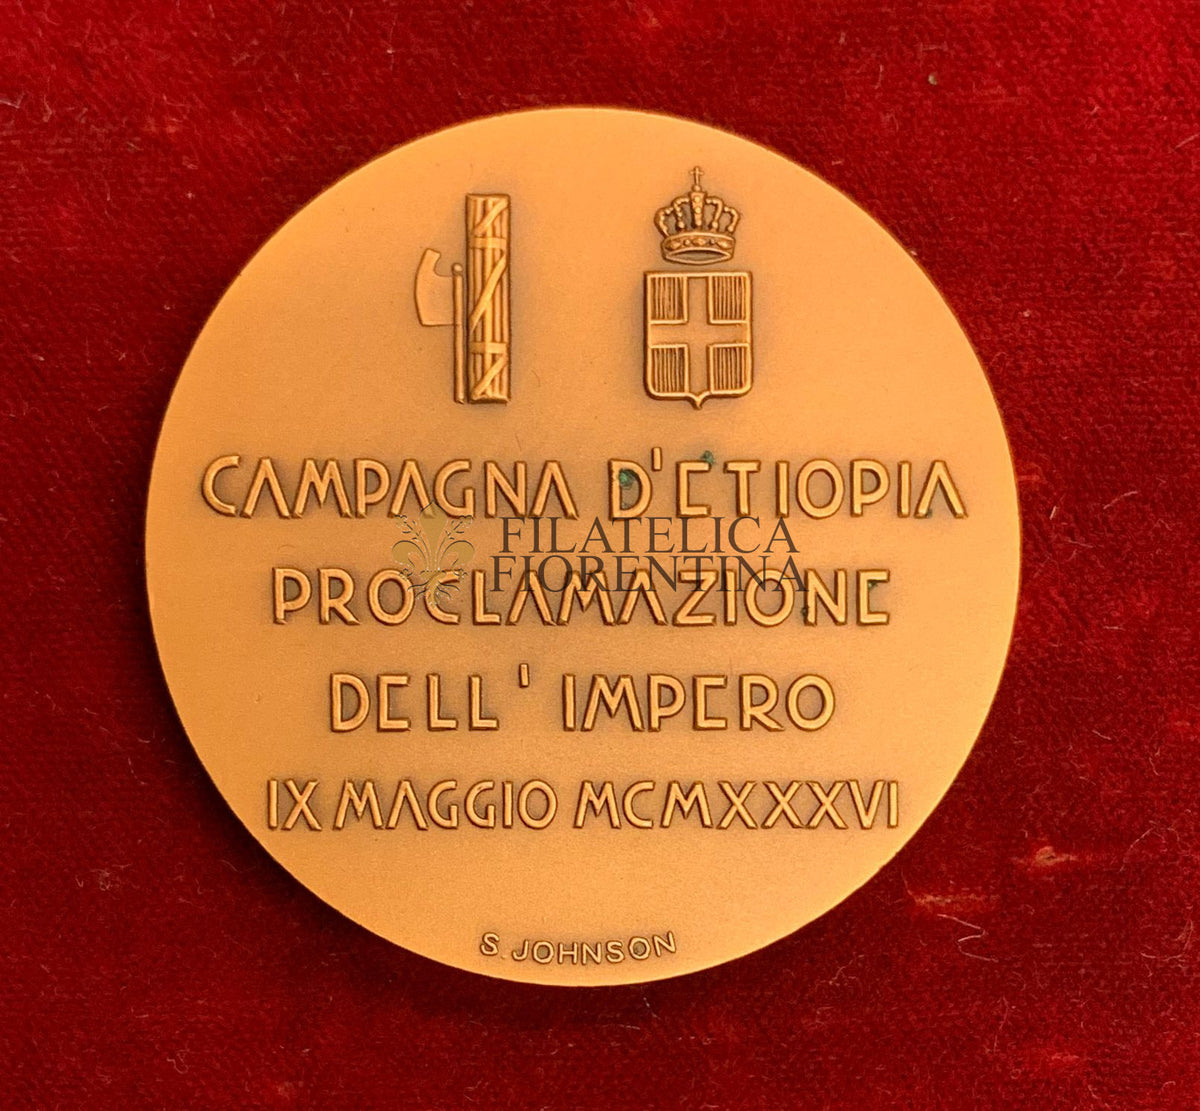 CAMPAGNA D'ETIOPIA
FILATELICA
FIORENTINA
PROCLAMAZIONE
DELL' IMPERO
IX MAGGIO MCMXXXVI
S. JOHNSON